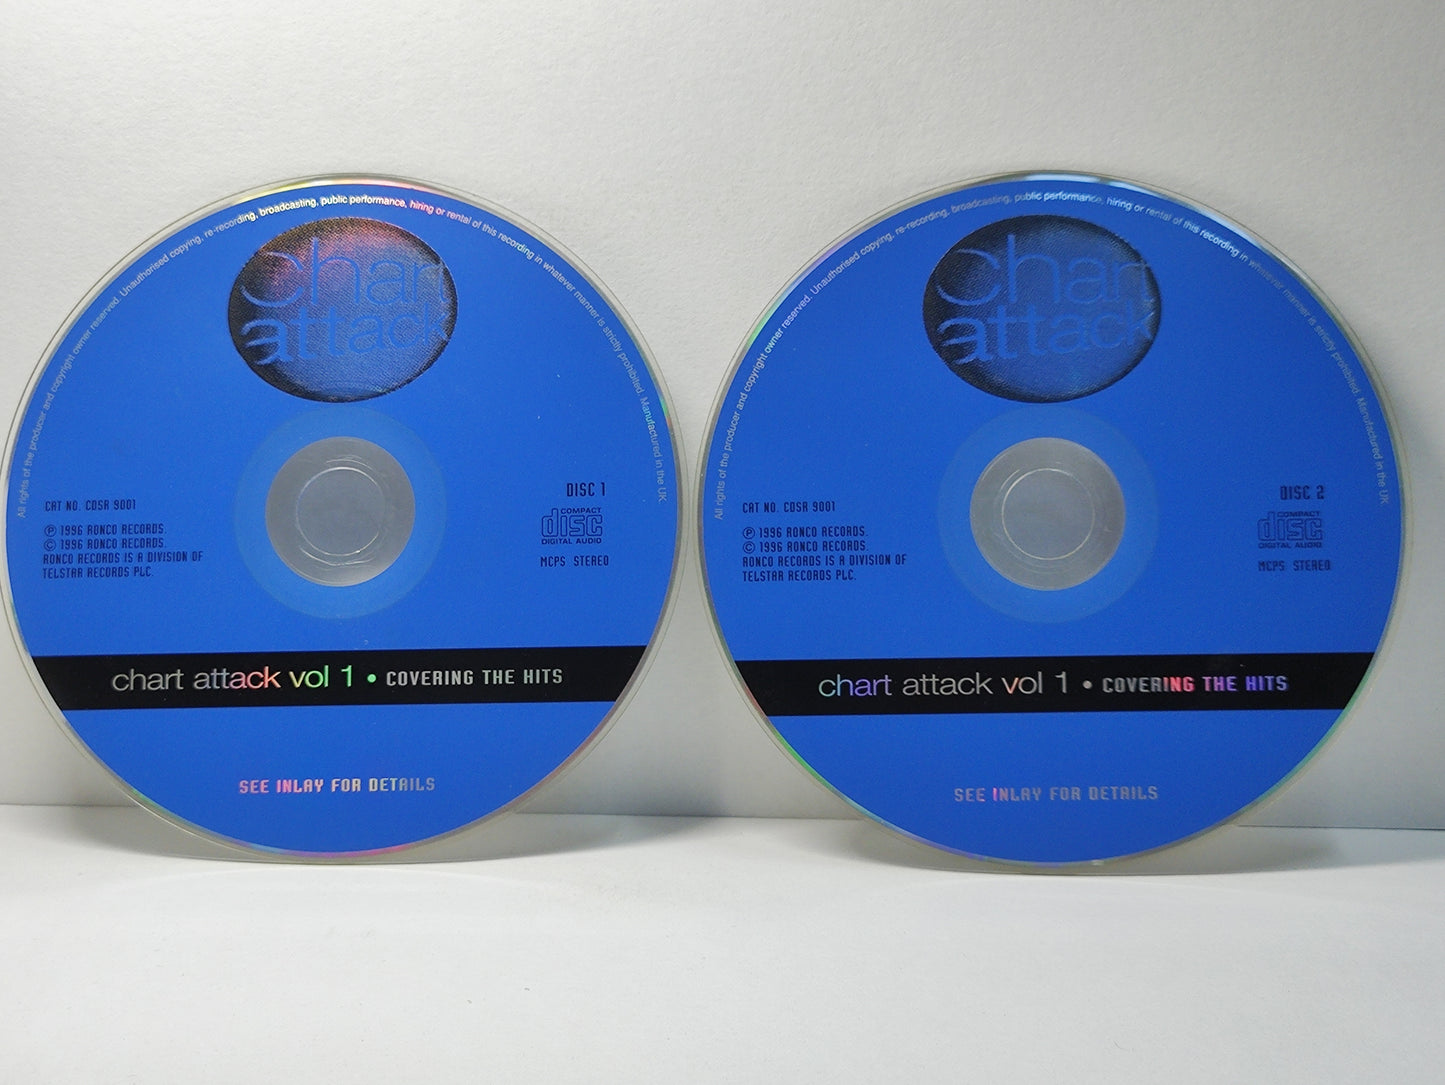 All rights of the producer and copyright owner reserved. Unauthorised copying, re-recording, broadcasting, public performance, hiring or rental of this recording in whatever manner is strictly prohibited. Manufactured in the UK
chart
attack
CAT NO. CDSR 9001
℗ 1996 RONCO RECORDS.
© 1996 RONCO RECORDS.
RONCO RECORDS IS A DIVISION OF
TELSTAR RECORDS PLC.
DISC 1
COMPACT
disc
DIGITAL AUDIO
MCPS STEREO
chart attack vol 1 • COVERING THE HITS
SEE INLAY FOR DETAILS
All rights of the producer and copyright owner reserved. Unauthorised copying, re-recording, broadcasting, public performance, hiring or rental of this recording in whatever manner is strictly prohibited. Manufactured in the UK
chart
attack
CAT NO. CDSR 9001
℗ 1996 RONCO RECORDS.
© 1996 RONCO RECORDS.
RONCO RECORDS IS A DIVISION OF
TELSTAR RECORDS PLC.
DISC 2
COMPACT
disc
DIGITAL AUDIO
MCPS STEREO
chart attack vol 1 • COVERING THE HITS
SEE INLAY FOR DETAILS